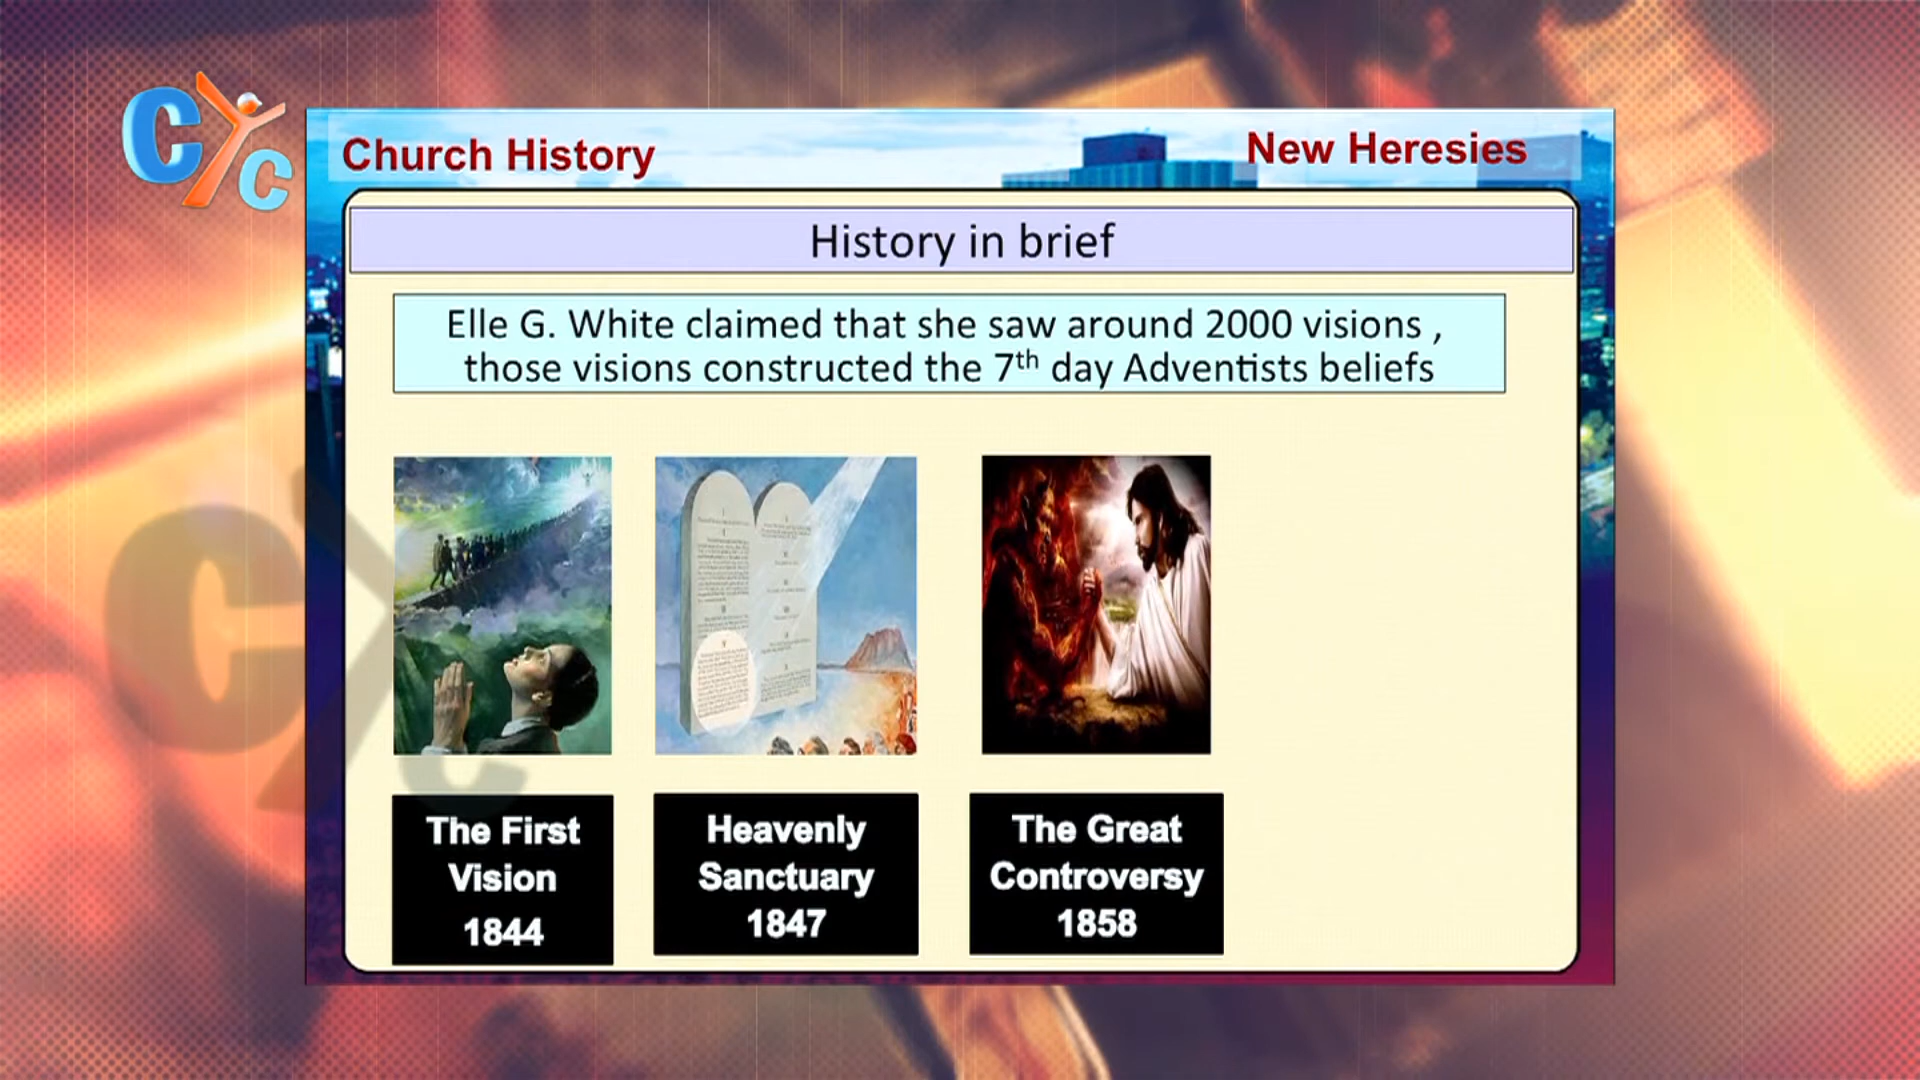 CYC
Church History
New Heresies
History in brief
Elle G. White claimed that she saw around 2000 visions ,
those visions constructed the 7th day Adventists beliefs
The First
Vision
1844
Heavenly
Sanctuary
1847
The Great
Controversy
1858